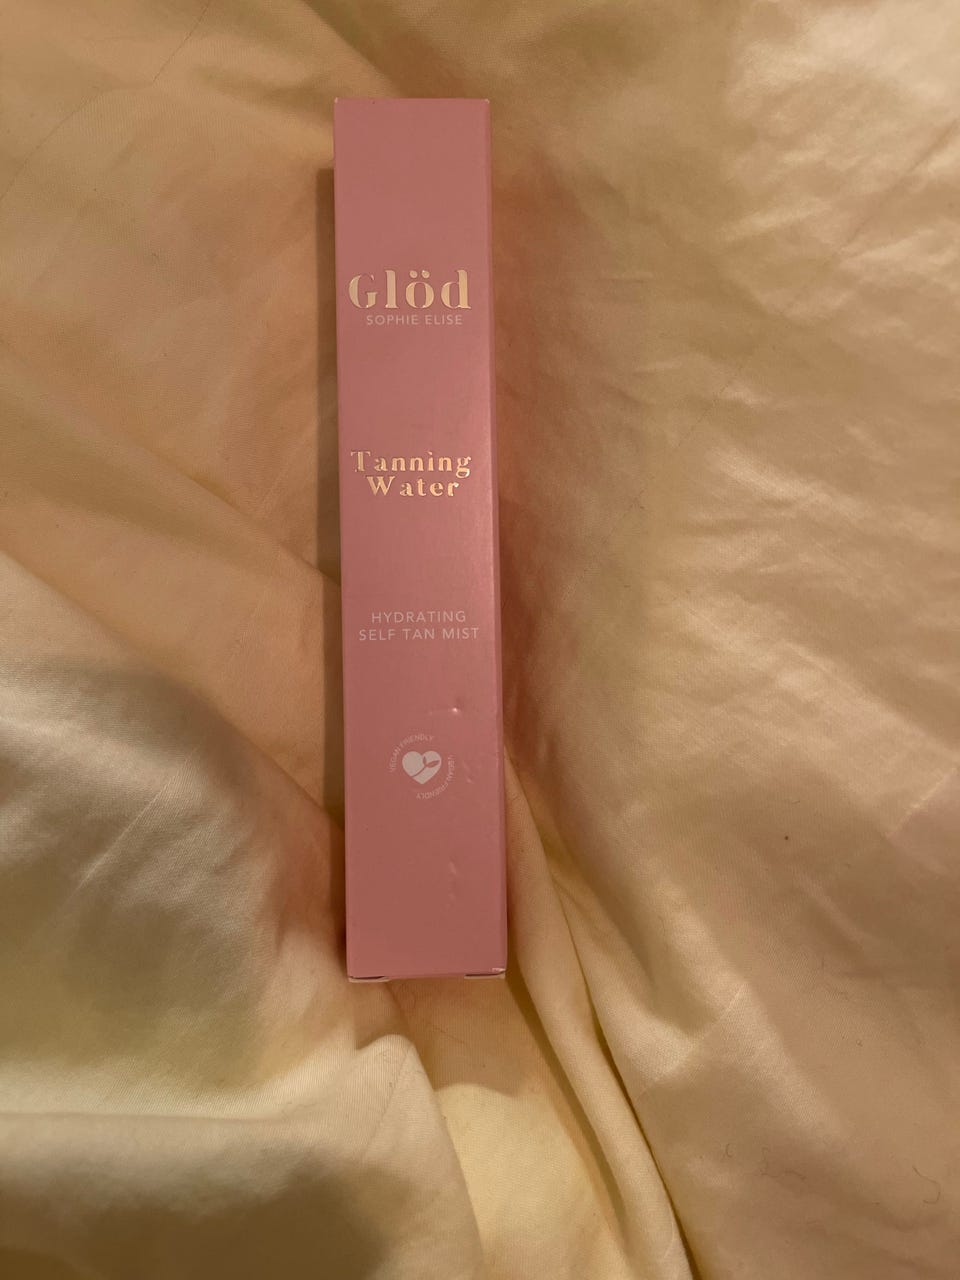 Glöd
SOPHIE ELISE
Tanning
Water
HYDRATING
SELF TAN MIST
VEGAN FRIENDLY
VEGAN FRIENDLY